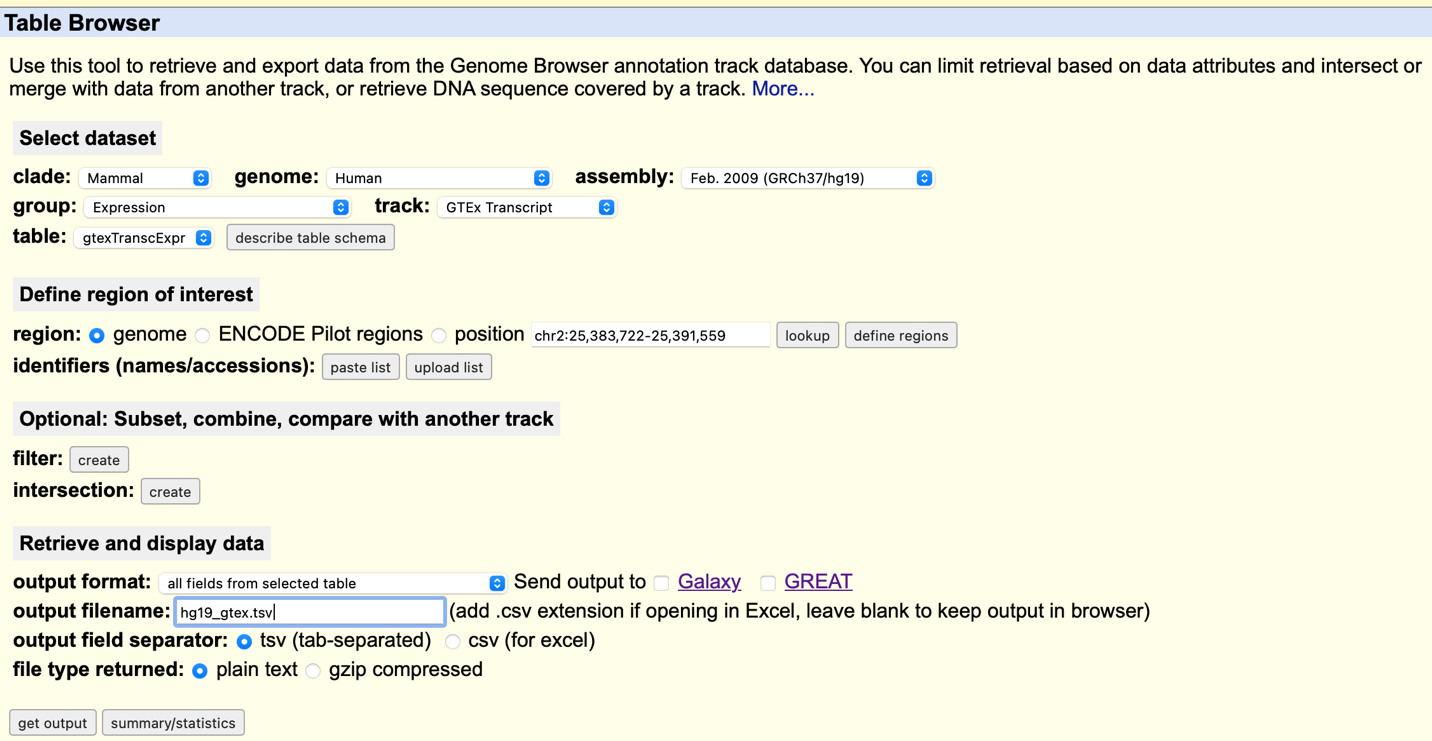 Table Browser
Use this tool to retrieve and export data from the Genome Browser annotation track database. You can limit retrieval based on data attributes and intersect or
merge with data from another track, or retrieve DNA sequence covered by a track. More...
Select dataset
clade: Mammal genome: Human assembly: Feb. 2009 (GRCh37/hg19)
group: Expression track: GTEx Transcript
table: gtexTranscExpr describe table schema
Define region of interest
region: genome ENCODE Pilot regions position chr2:25,383,722-25,391,559 lookup define regions
identifiers (names/accessions): paste list upload list
Optional: Subset, combine, compare with another track
filter: create
intersection: create
Retrieve and display data
output format: all fields from selected table Send output to Galaxy GREAT
output filename: hg19_gtex.tsv (add .csv extension if opening in Excel, leave blank to keep output in browser)
output field separator: tsv (tab-separated) csv (for excel)
file type returned: plain text gzip compressed
get output summary/statistics